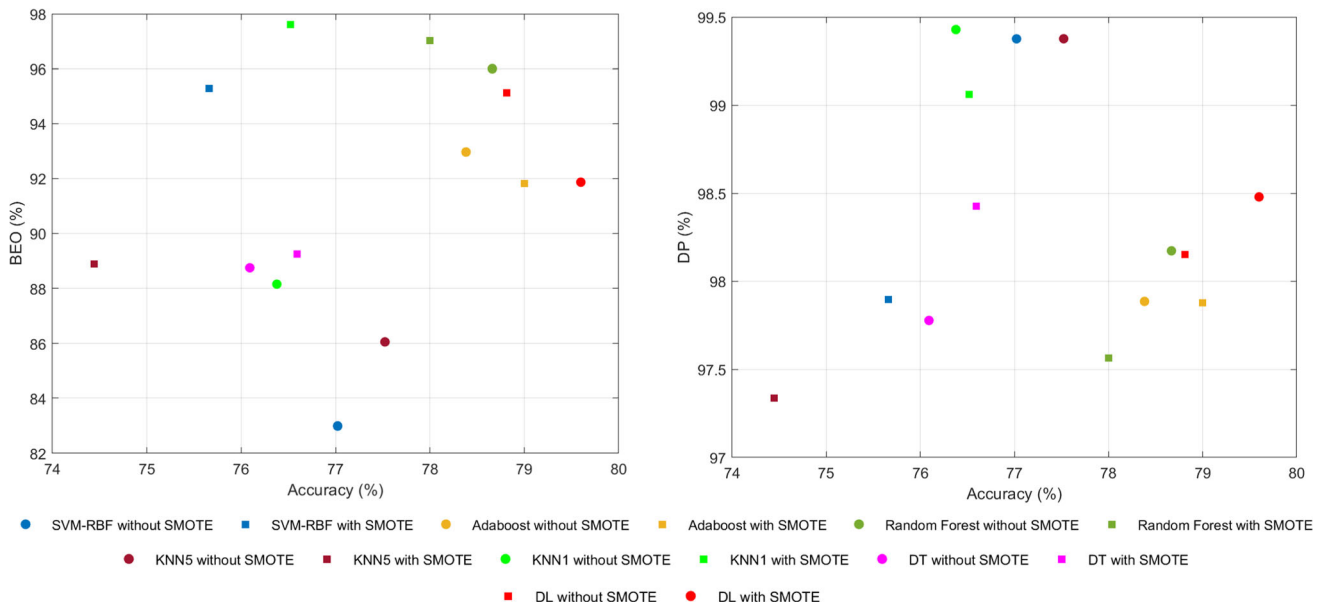 98
96
94
92
90
88
86
84
82
BEO (%)
74 75 76 77 78 79 80
Accuracy (%)
99.5
99
98.5
98
97.5
97
DP (%)
74 75 76 77 78 79 80
Accuracy (%)
SVM-RBF without SMOTE SVM-RBF with SMOTE Adaboost without SMOTE Adaboost with SMOTE Random Forest without SMOTE Random Forest with SMOTE
KNN5 without SMOTE KNN5 with SMOTE KNN1 without SMOTE KNN1 with SMOTE DT without SMOTE DT with SMOTE
DL without SMOTE DL with SMOTE